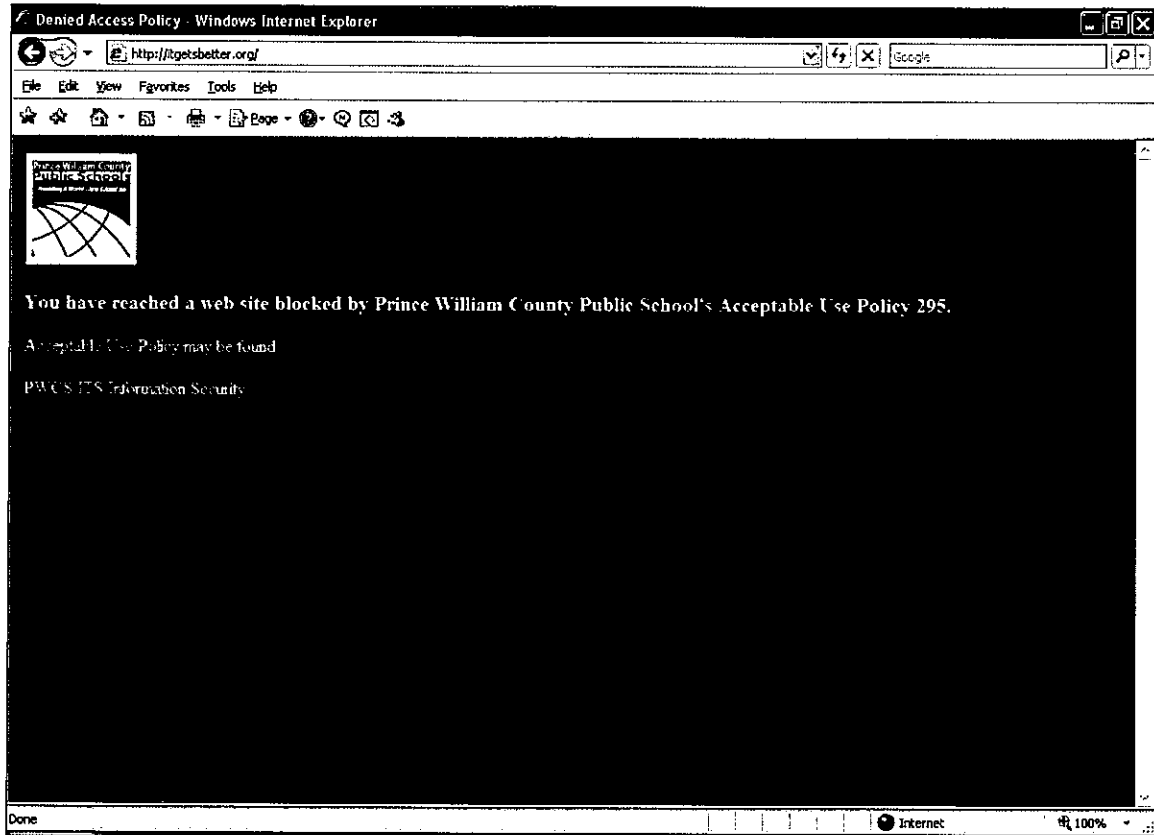 Denied Access Policy - Windows Internet Explorer
http://itgetsbetter.org/
Google
File Edit View Favorites Tools Help
Page
Prince William County
Public Schools
You have reached a web site blocked by Prince William County Public School's Acceptable Use Policy 295.
Acceptable Use Policy may be found
PWCS ITS Information Security
Done
Internet
100%